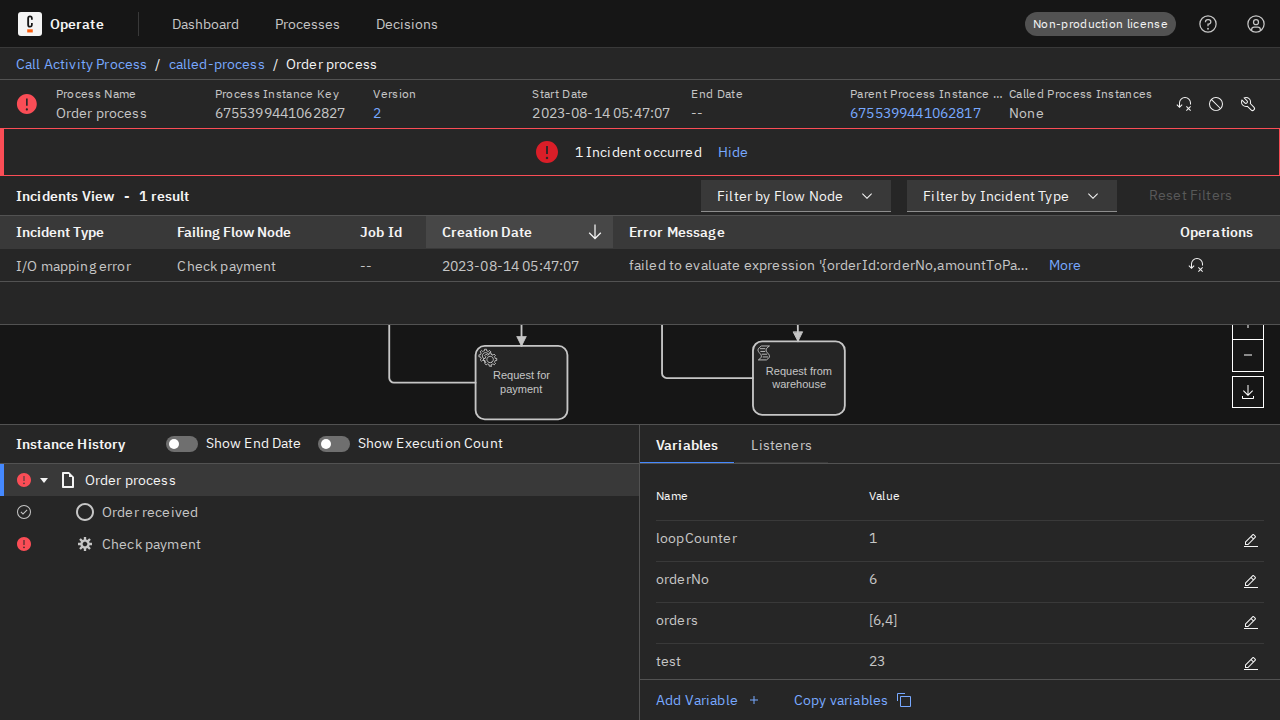 C Operate Dashboard Processes Decisions Non-production license
Call Activity Process / called-process / Order process
Process Name Process Instance Key Version Start Date End Date Parent Process Instance ... Called Process Instances
Order process 6755399441062827 2 2023-08-14 05:47:07 -- 6755399441062817 None
1 Incident occurred Hide
Incidents View - 1 result Filter by Flow Node Filter by Incident Type Reset Filters
Incident Type Failing Flow Node Job Id Creation Date Error Message Operations
I/O mapping error Check payment -- 2023-08-14 05:47:07 failed to evaluate expression '{orderId:orderNo,amountToPa... More
Request for
payment
Request from
warehouse
Instance History Show End Date Show Execution Count
Order process
Order received
Check payment
Variables Listeners
Name Value
loopCounter 1
orderNo 6
orders [6,4]
test 23
Add Variable + Copy variables